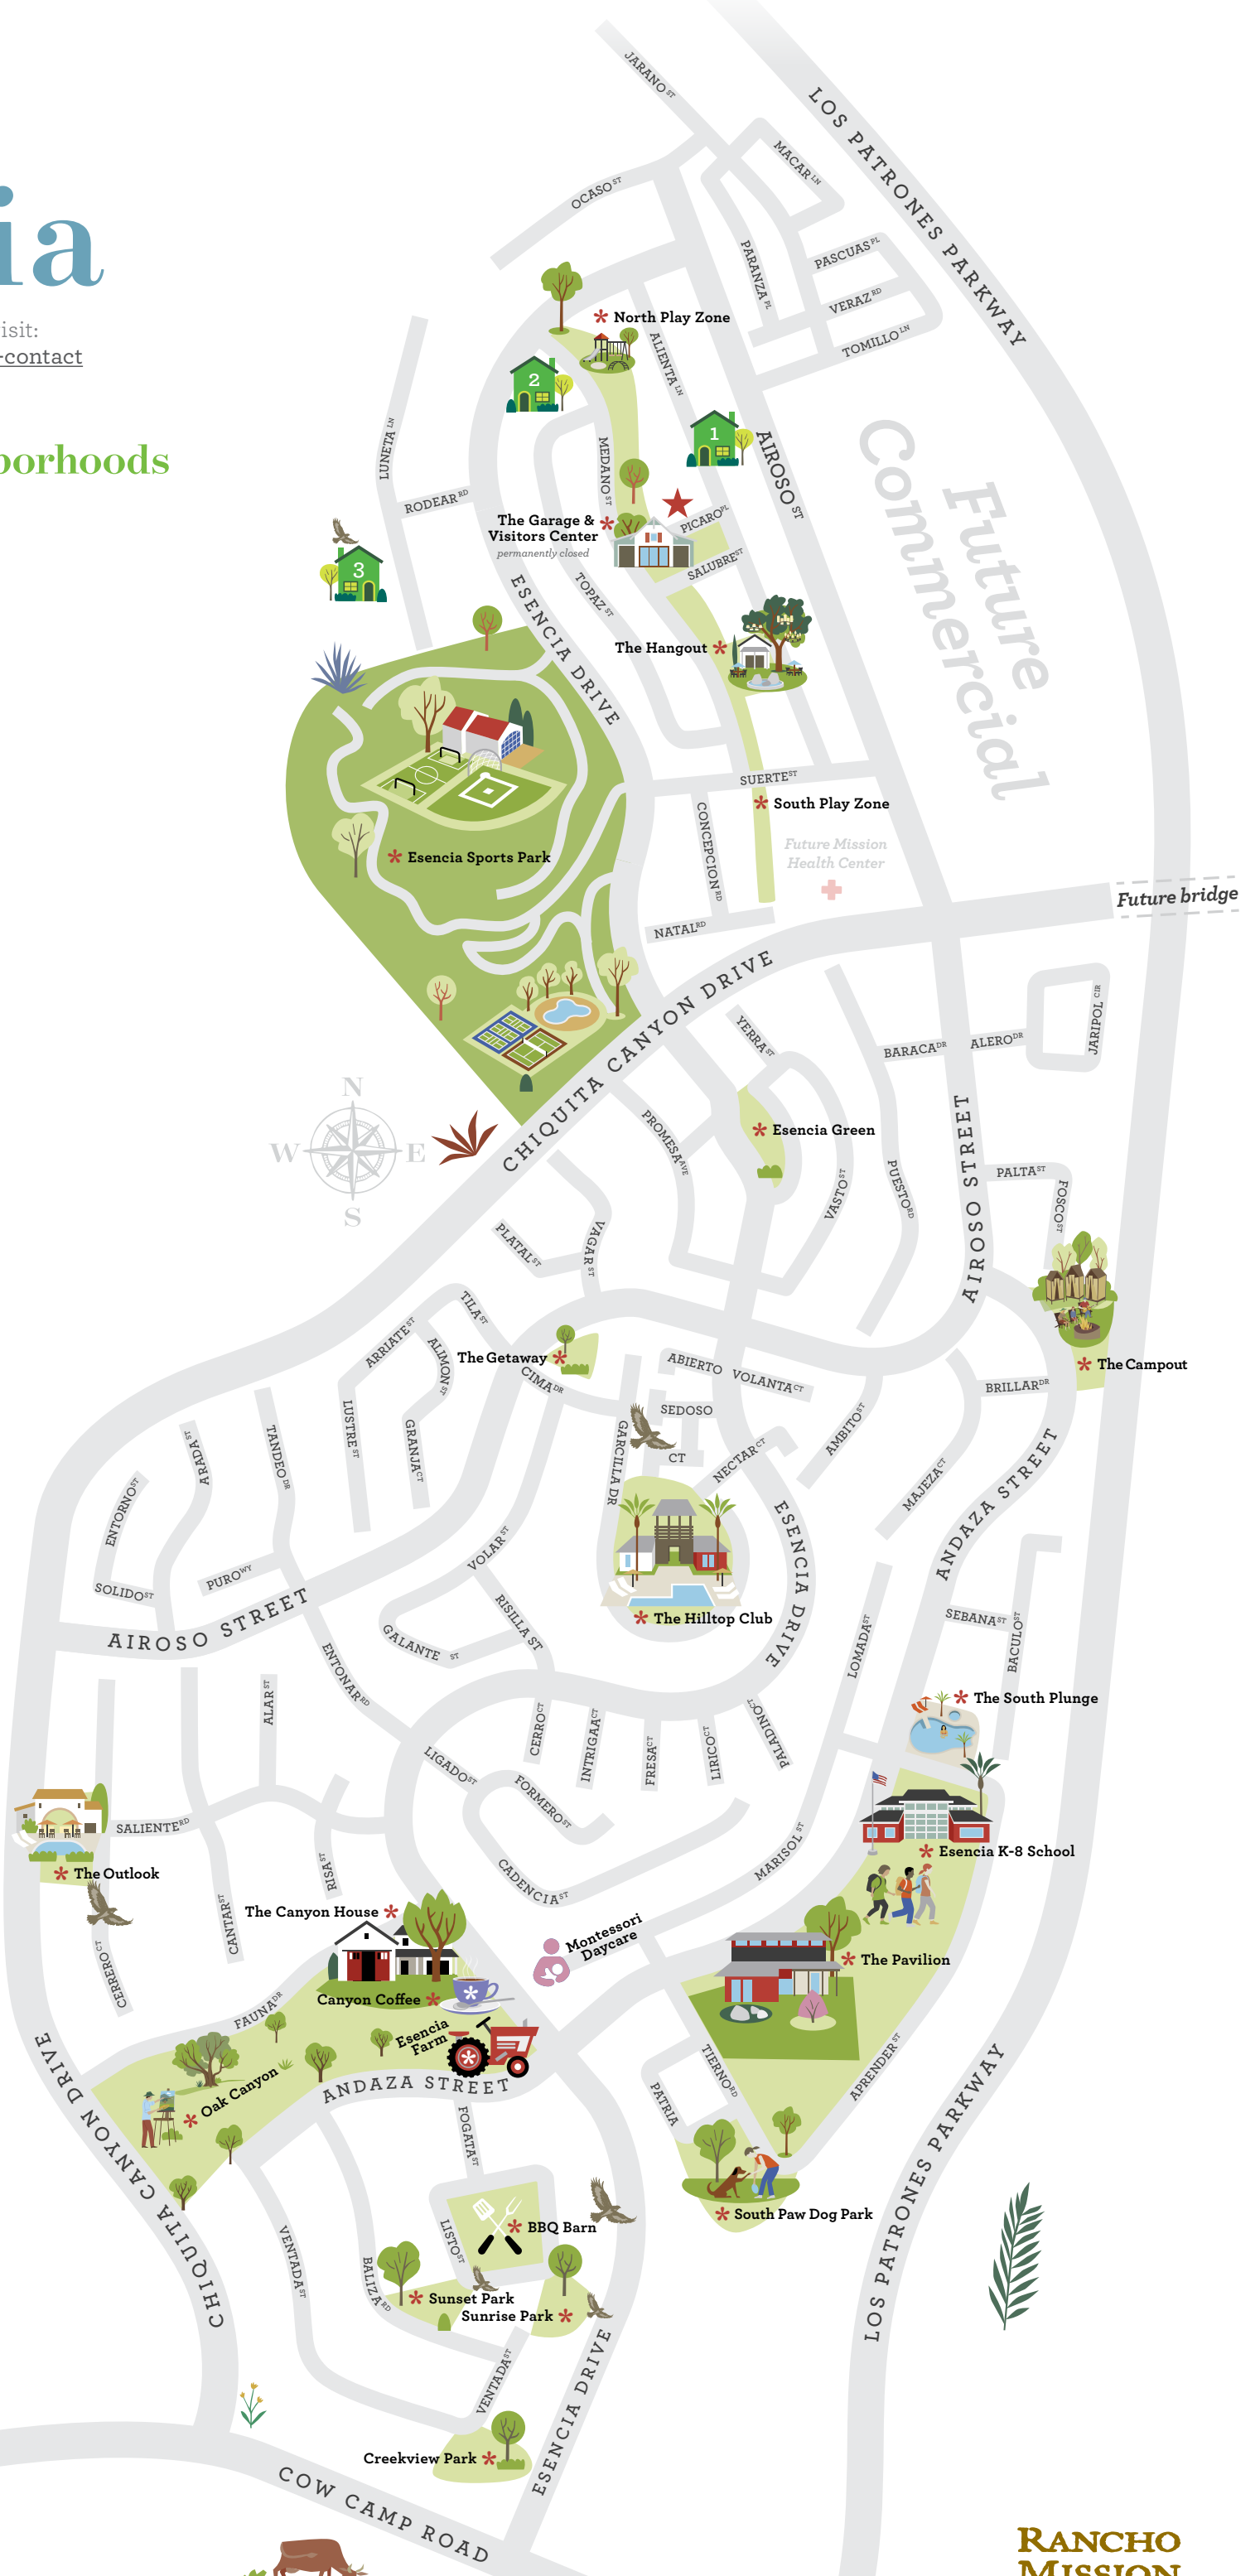 JARANO ST
LOS PATRONES PARKWAY
MACAR LN
OCASO ST
ia
PARANZA PL
PASCUAS PL
VERAZ RD
isit:
-contact
North Play Zone
TOMILLO LN
ALIENTA LN
2
1
borhoods
LUNETA LN
MEDANO ST
AIROSO ST
RODEAR RD
Future
Commercial
The Garage &
Visitors Center
permanently closed
PICARO PL
SALUBRE ST
3
TOPAZ ST
ESENCIA DRIVE
The Hangout
SUERTE ST
South Play Zone
CONCEPCION RD
Future Mission
Health Center
Esencia Sports Park
Future bridge
NATAL RD
CHIQUITA CANYON DRIVE
YERRA ST
BARACA DR
ALERO DR
JARIPOL CIR
N
W
E
S
PROMESA AVE
Esencia Green
AIROSO STREET
VASTO ST
PUESTO RD
PALTA ST
FOSCO ST
PLATAL ST
VAGAR ST
TILA ST
ARRIATE ST
ALIMON ST
The Getaway
CIMA DR
ABIERTO
VOLANTA CT
The Campout
BRILLAR DR
SEDOSO
CT
LUSTRE ST
GRANJA CT
GARCILLA DR
NECTAR CT
AMBITO ST
MAJEZA CT
ANDAZA STREET
ARADA ST
TANDEO DR
ENTORNO ST
SOLIDO ST
PURO WY
AIROSO STREET
VOLAR ST
RISILLA ST
GALANTE ST
ESENCIA DRIVE
The Hilltop Club
ENTONAR RD
LOMADA ST
SEBANA ST
BACULO ST
ALAR ST
The South Plunge
CERRO CT
INTRIGAA CT
FRESA CT
LIRICO CT
PALADINO CT
LIGADO ST
FORMERO ST
SALIENTE RD
The Outlook
RISA ST
CADENCIA ST
MARISOL ST
Esencia K-8 School
CANTAR ST
The Canyon House
Montessori
Daycare
The Pavilion
CERRERO CT
Canyon Coffee
FAUNA DR
Esencia
Farm
Oak Canyon
ANDAZA STREET
CHIQUITA CANYON DRIVE
TIERNO RD
PATRIA
APRENDER ST
LOS PATRONES PARKWAY
FOGATA ST
South Paw Dog Park
BBQ Barn
LISTO ST
VENTADA ST
BALIZA RD
Sunset Park
Sunrise Park
VENTADA ST
ESENCIA DRIVE
Creekview Park
COW CAMP ROAD
RANCHO
MISSION